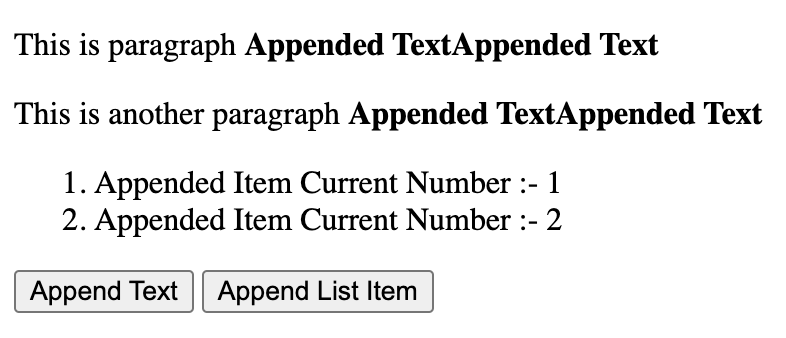 This is paragraph Appended TextAppended Text
This is another paragraph Appended TextAppended Text
1. Appended Item Current Number :- 1
2. Appended Item Current Number :- 2
Append Text Append List Item